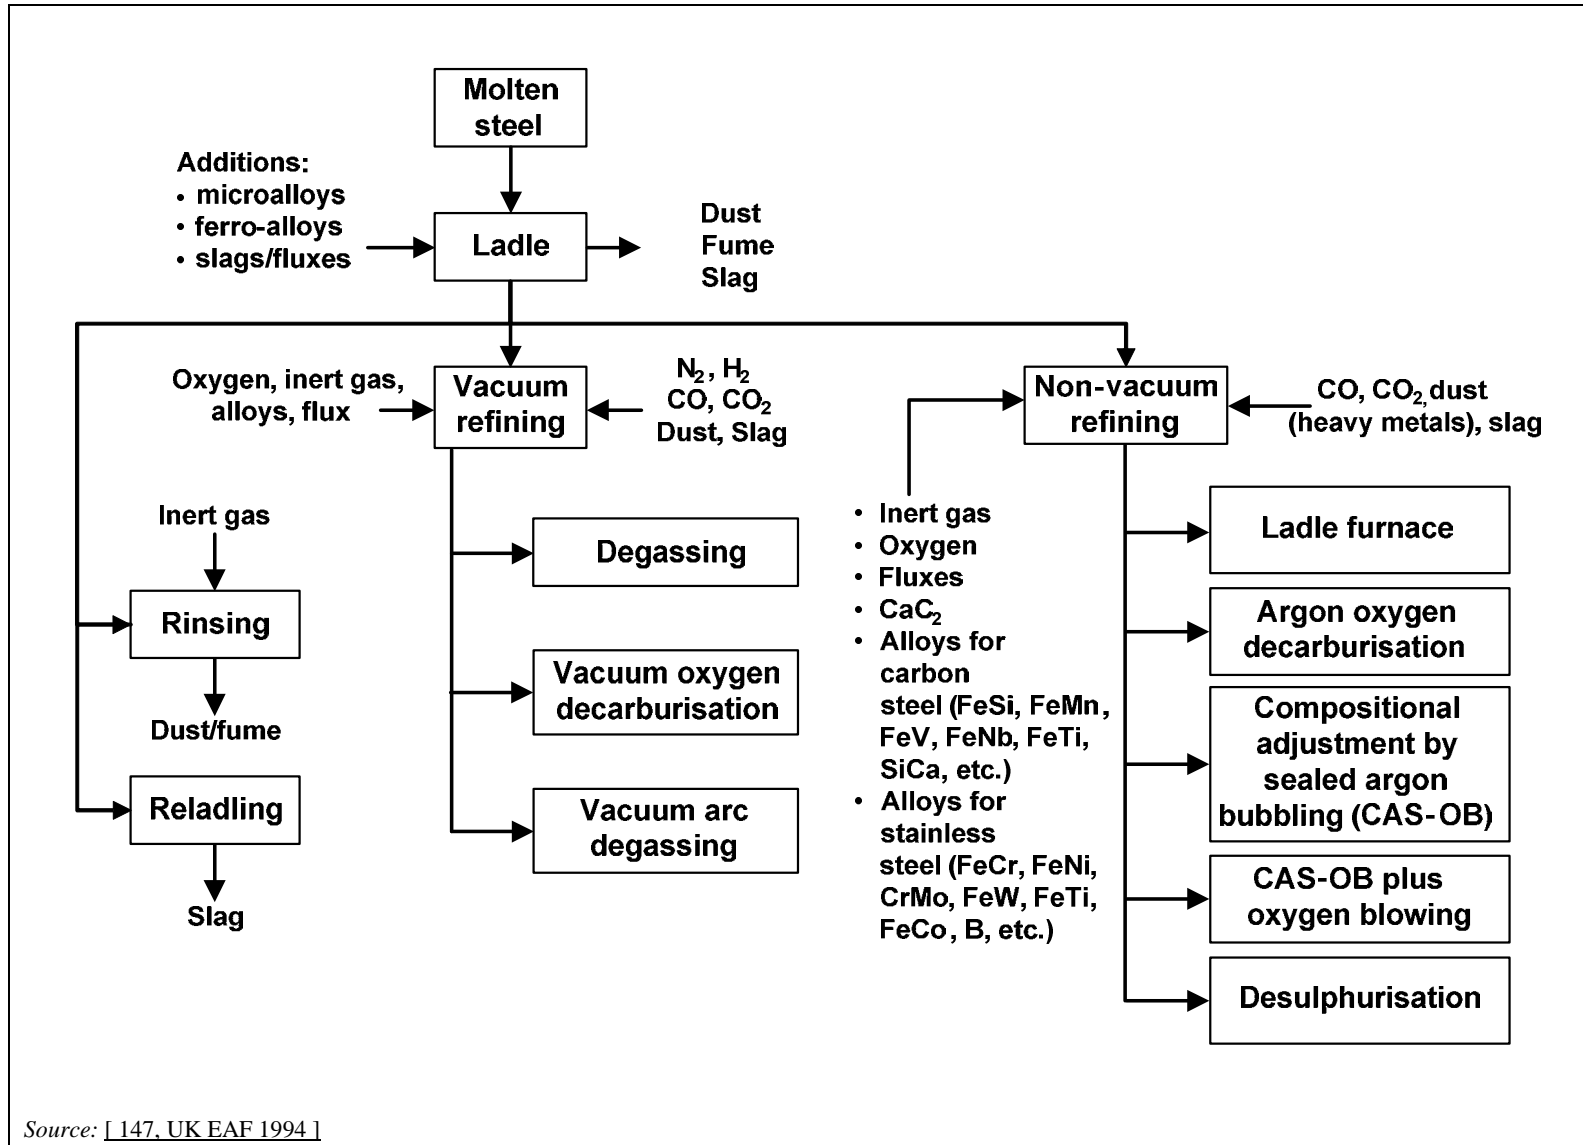 Molten
steel
Additions:
• microalloys
• ferro-alloys
• slags/fluxes
Ladle
Dust
Fume
Slag
Oxygen, inert gas,
alloys, flux
Vacuum
refining
N₂, H₂
CO, CO₂
Dust, Slag
Non-vacuum
refining
CO, CO₂, dust
(heavy metals), slag
Inert gas
Rinsing
Dust/fume
Reladling
Slag
Degassing
Vacuum oxygen
decarburisation
Vacuum arc
degassing
• Inert gas
• Oxygen
• Fluxes
• CaC₂
• Alloys for
carbon
steel (FeSi, FeMn,
FeV, FeNb, FeTi,
SiCa, etc.)
• Alloys for
stainless
steel (FeCr, FeNi,
CrMo, FeW, FeTi,
FeCo, B, etc.)
Ladle furnace
Argon oxygen
decarburisation
Compositional
adjustment by
sealed argon
bubbling (CAS-OB)
CAS-OB plus
oxygen blowing
Desulphurisation
Source: [ 147, UK EAF 1994 ]